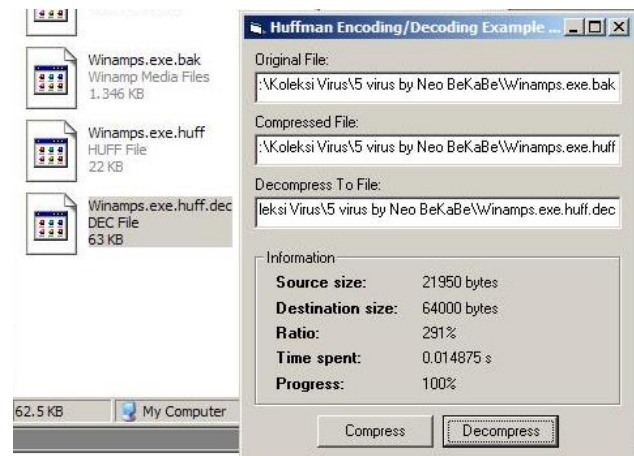 Winamps.exe.bak
Winamp Media Files
1.346 KB
Winamps.exe.huff
HUFF File
22 KB
Winamps.exe.huff.dec
DEC File
63 KB
62.5 KB
My Computer
Huffman Encoding/Decoding Example ...
Original File:
:\Koleksi Virus\5 virus by Neo BeKaBe\Winamps.exe.bak
Compressed File:
:\Koleksi Virus\5 virus by Neo BeKaBe\Winamps.exe.huff
Decompress To File:
leksi Virus\5 virus by Neo BeKaBe\Winamps.exe.huff.dec
Information
Source size: 21950 bytes
Destination size: 64000 bytes
Ratio: 291%
Time spent: 0.014875 s
Progress: 100%
Compress Decompress